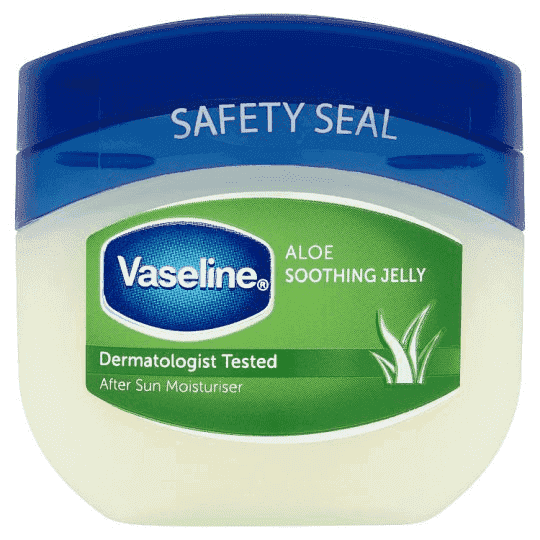 SAFETY SEAL
Vaseline®
ALOE
SOOTHING JELLY
Dermatologist Tested
After Sun Moisturiser